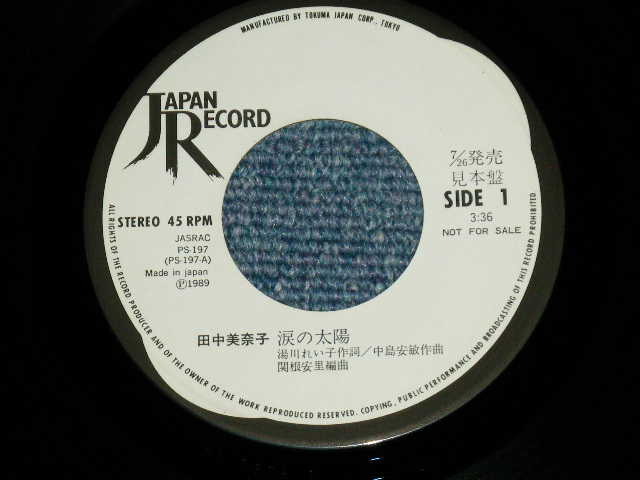 MANUFACTURED BY TOKUMA JAPAN CORP., TOKYO
JAPAN
RECORD
7/26発売
見本盤
SIDE 1
3:36
NOT FOR SALE
STEREO 45 RPM
JASRAC
PS-197
(PS-197-A)
Made in japan
Ⓟ1989
田中美奈子 涙の太陽
湯川れい子作詞/中島安敏作曲
関根安里編曲
ALL RIGHTS OF THE RECORD PRODUCER AND OF THE OWNER OF THE WORK REPRODUCED RESERVED. COPYING, PUBLIC PERFORMANCE AND BROADCASTING OF THIS RECORD PROHIBITED.